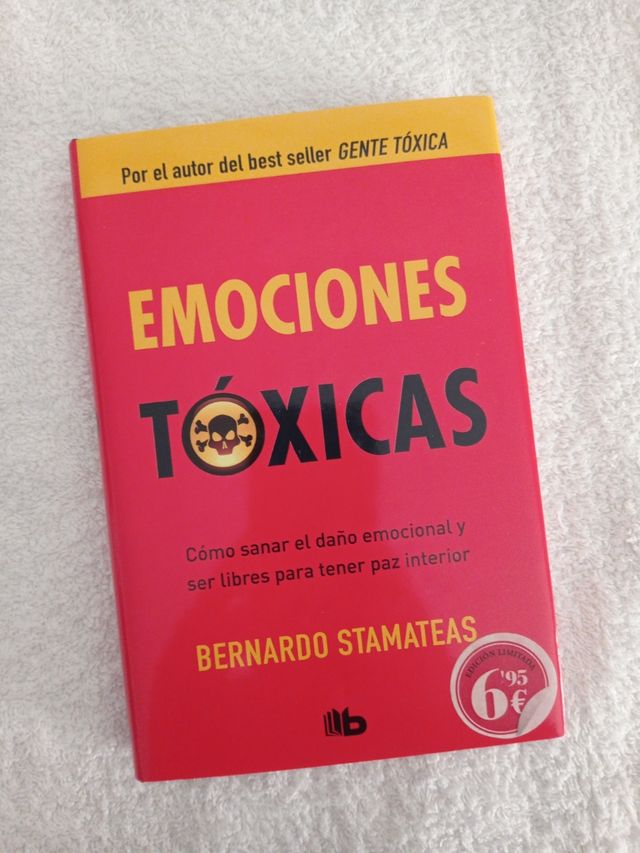 Por el autor del best seller GENTE TÓXICA
EMOCIONES
TÓXICAS
Cómo sanar el daño emocional y
ser libres para tener paz interior
BERNARDO STAMATEAS
EDICIÓN LIMITADA
6'95
€
b